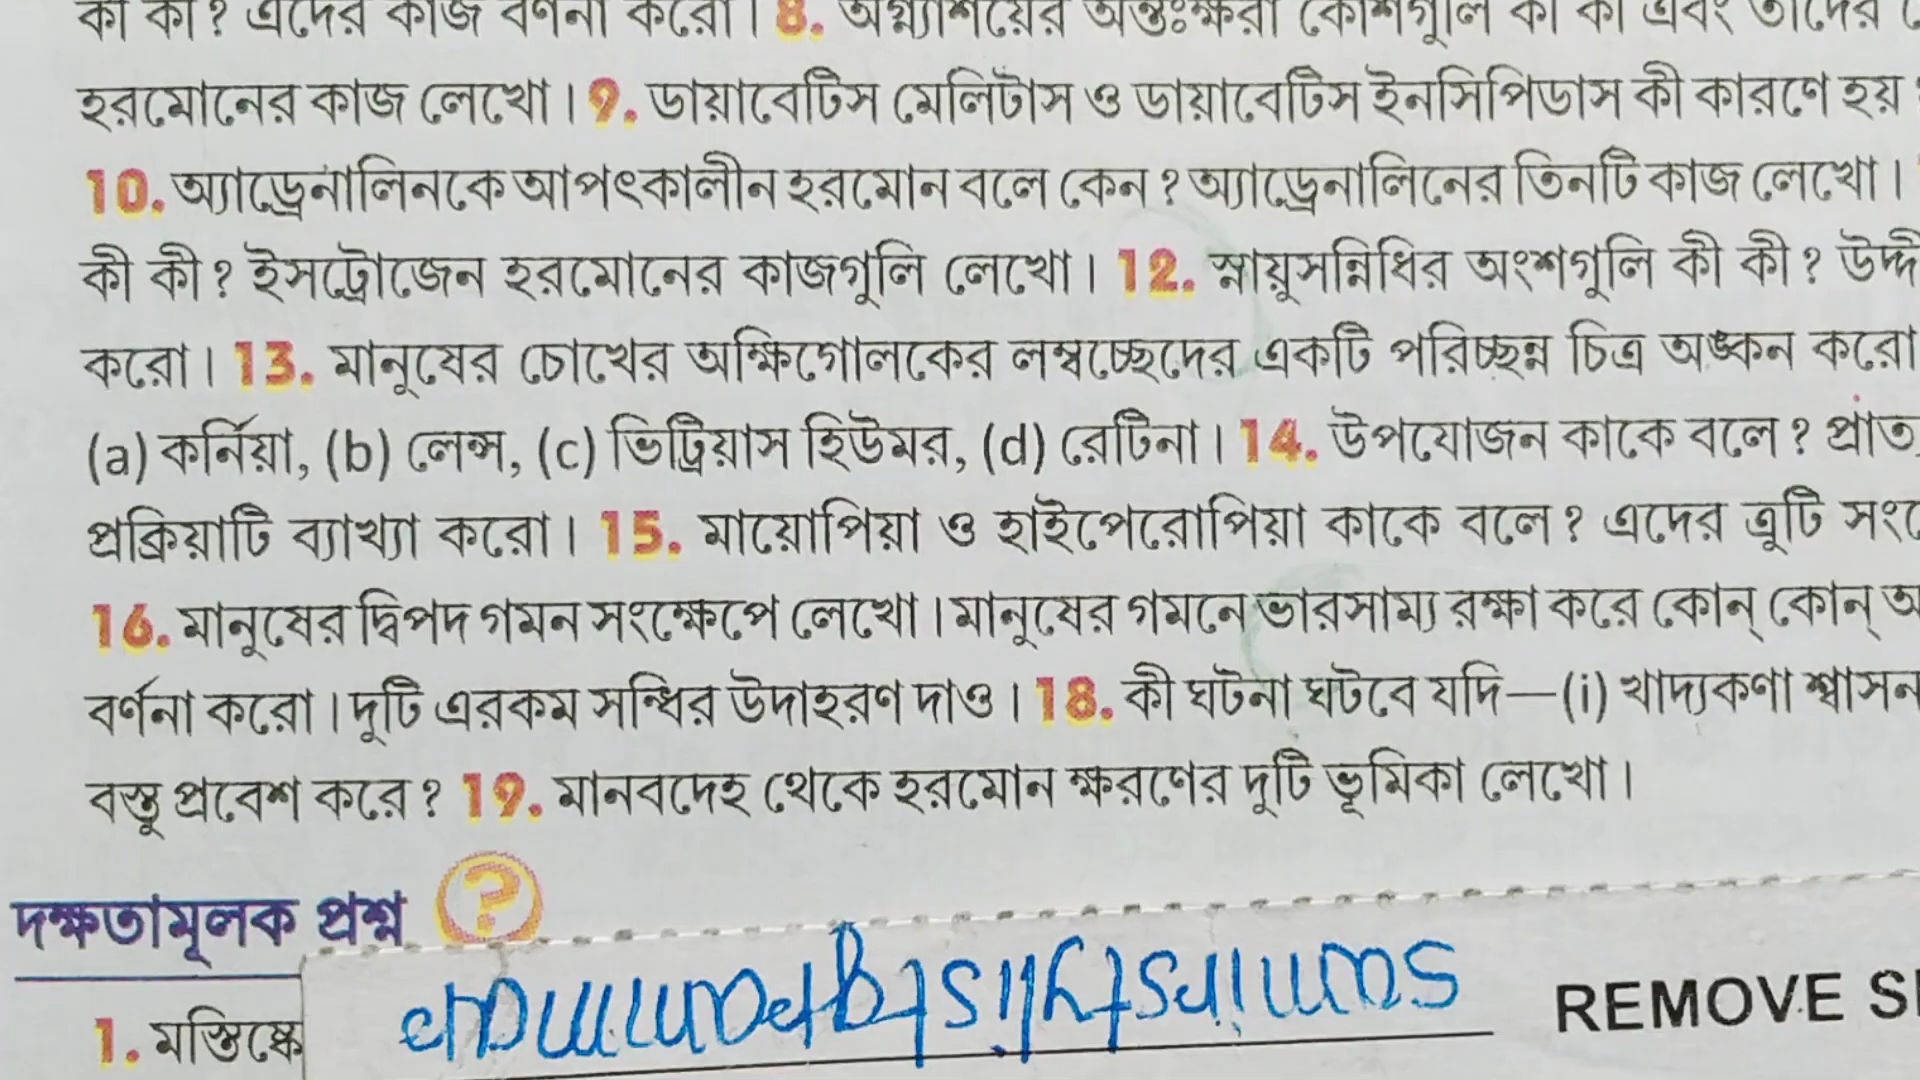 কী কী? এদের কাজ বর্ণনা করো। 8. অগ্ন্যাশয়ের অন্তঃক্ষরা কোশগুলি কী কী এবং তাদের
হরমোনের কাজ লেখো। 9. ডায়াবেটিস মেলিটাস ও ডায়াবেটিস ইনসিপিডাস কী কারণে হয়
10. অ্যাড্রেনালিনকে আপৎকালীন হরমোন বলে কেন? অ্যাড্রেনালিনের তিনটি কাজ লেখো।
কী কী? ইসট্রোজেন হরমোনের কাজগুলি লেখো। 12. স্নায়ুসন্নিধির অংশগুলি কী কী?
করো। 13. মানুষের চোখের অক্ষিগোলকের লম্বচ্ছেদের একটি পরিচ্ছন্ন চিত্র অঙ্কন করো
(a) কর্নিয়া, (b) লেন্স, (c) ভিট্রিয়াস হিউমর, (d) রেটিনা। 14. উপযোজন কাকে বলে?
প্রক্রিয়াটি ব্যাখ্যা করো। 15. মায়োপিয়া ও হাইপেরোপিয়া কাকে বলে? এদের ত্রুটি
16. মানুষের দ্বিপদ গমন সংক্ষেপে লেখো। মানুষের গমনে ভারসাম্য রক্ষা করে কোন্ কোন্
বর্ণনা করো। দুটি এরকম সন্ধির উদাহরণ দাও। 18. কী ঘটনা ঘটবে যদি—(i) খাদ্যকণা
বস্তু প্রবেশ করে? 19. মানবদেহ থেকে হরমোন ক্ষরণের দুটি ভূমিকা লেখো।
দক্ষতামূলক প্রশ্ন ?
1. মস্তিষ্কে
REMOVE